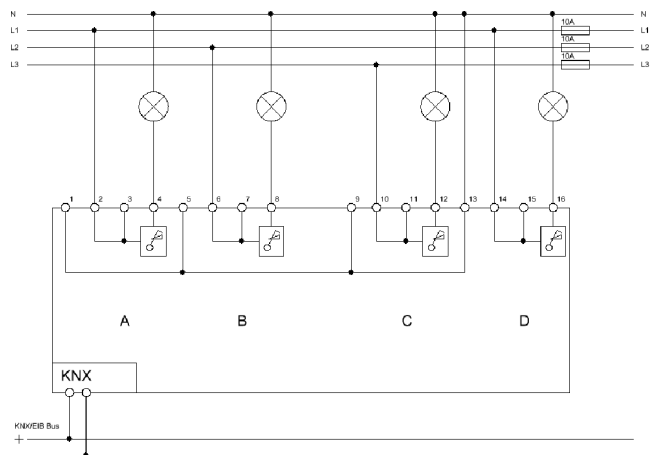 N N
10A
L1 L1
10A
L2 L2
10A
L3 L3
1 2 3 4 5 6 7 8 9 10 11 12 13 14 15 16
A B C D
KNX
KNX/EIB Bus
+